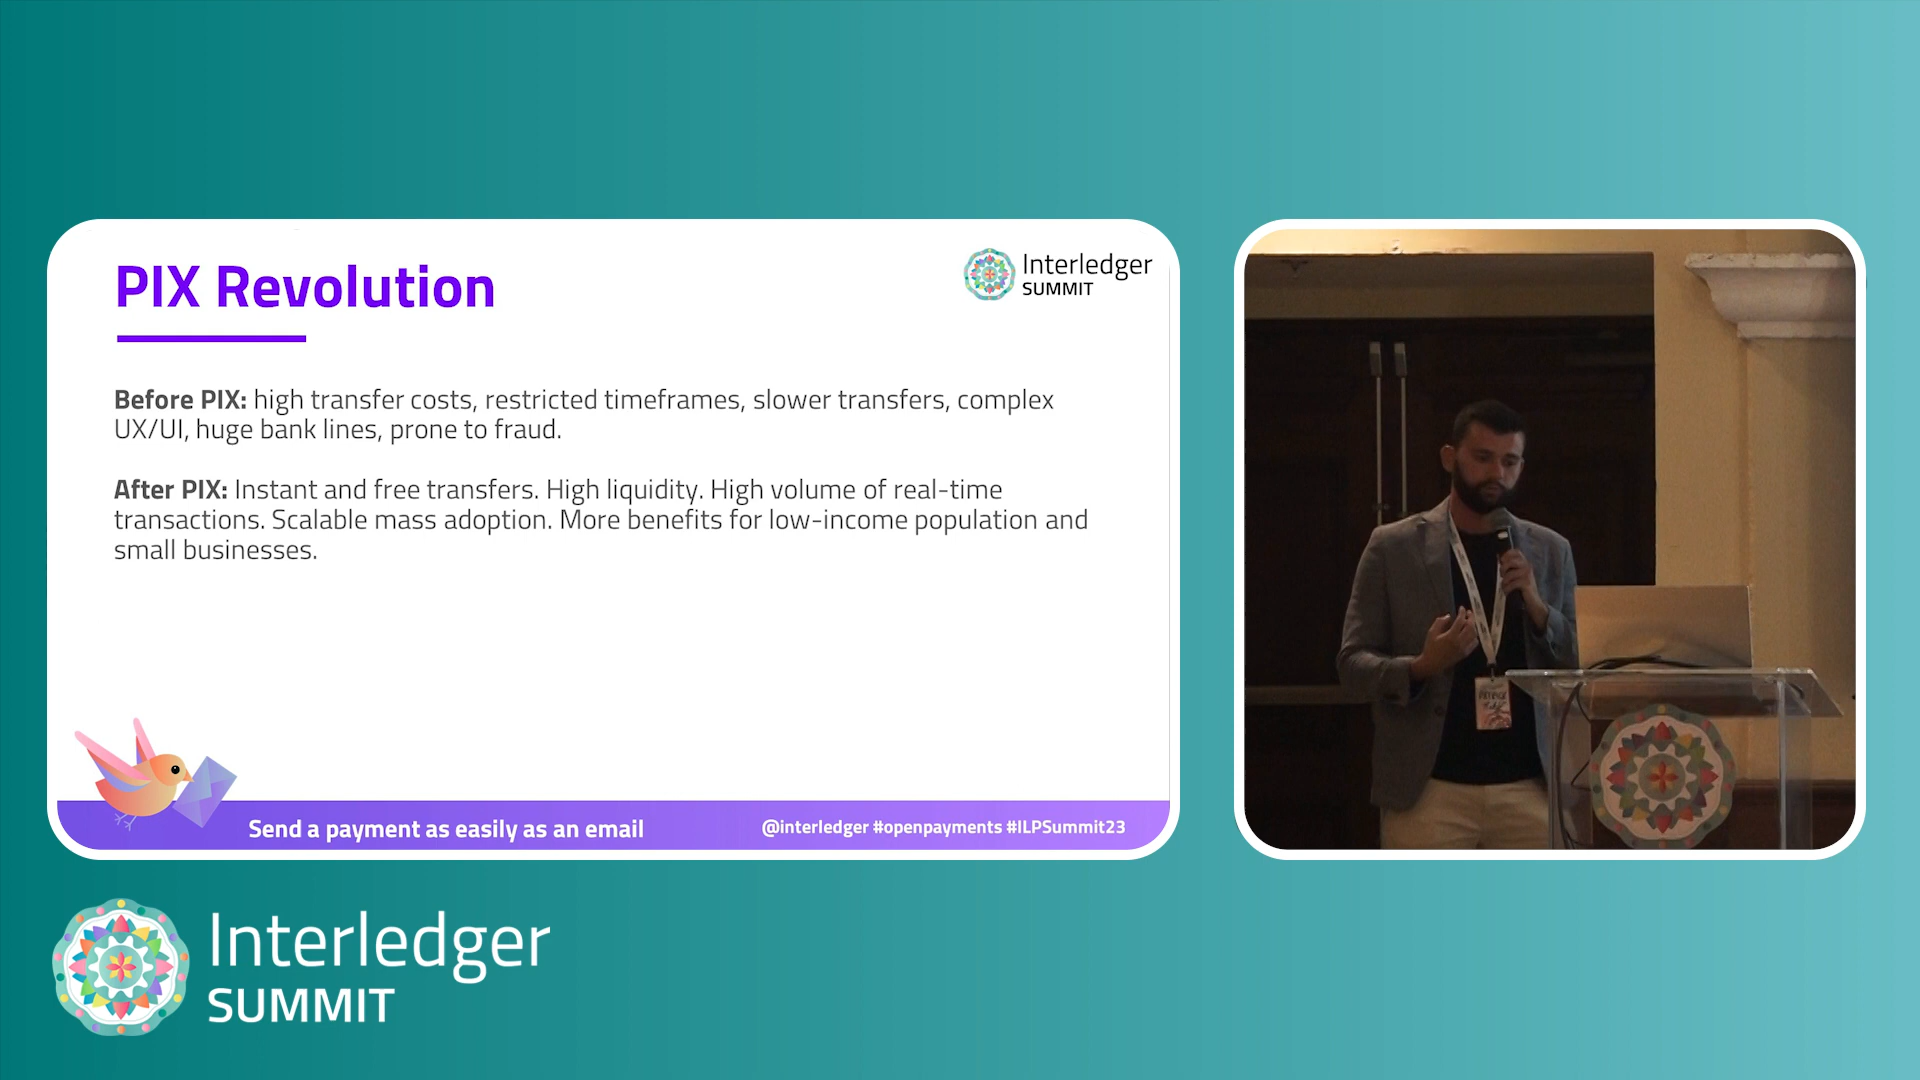 PIX Revolution
Interledger
SUMMIT
Before PIX: high transfer costs, restricted timeframes, slower transfers, complex
UX/UI, huge bank lines, prone to fraud.
After PIX: Instant and free transfers. High liquidity. High volume of real-time
transactions. Scalable mass adoption. More benefits for low-income population and
small businesses.
Send a payment as easily as an email
@interledger #openpayments #ILPSummit23
Interledger
SUMMIT